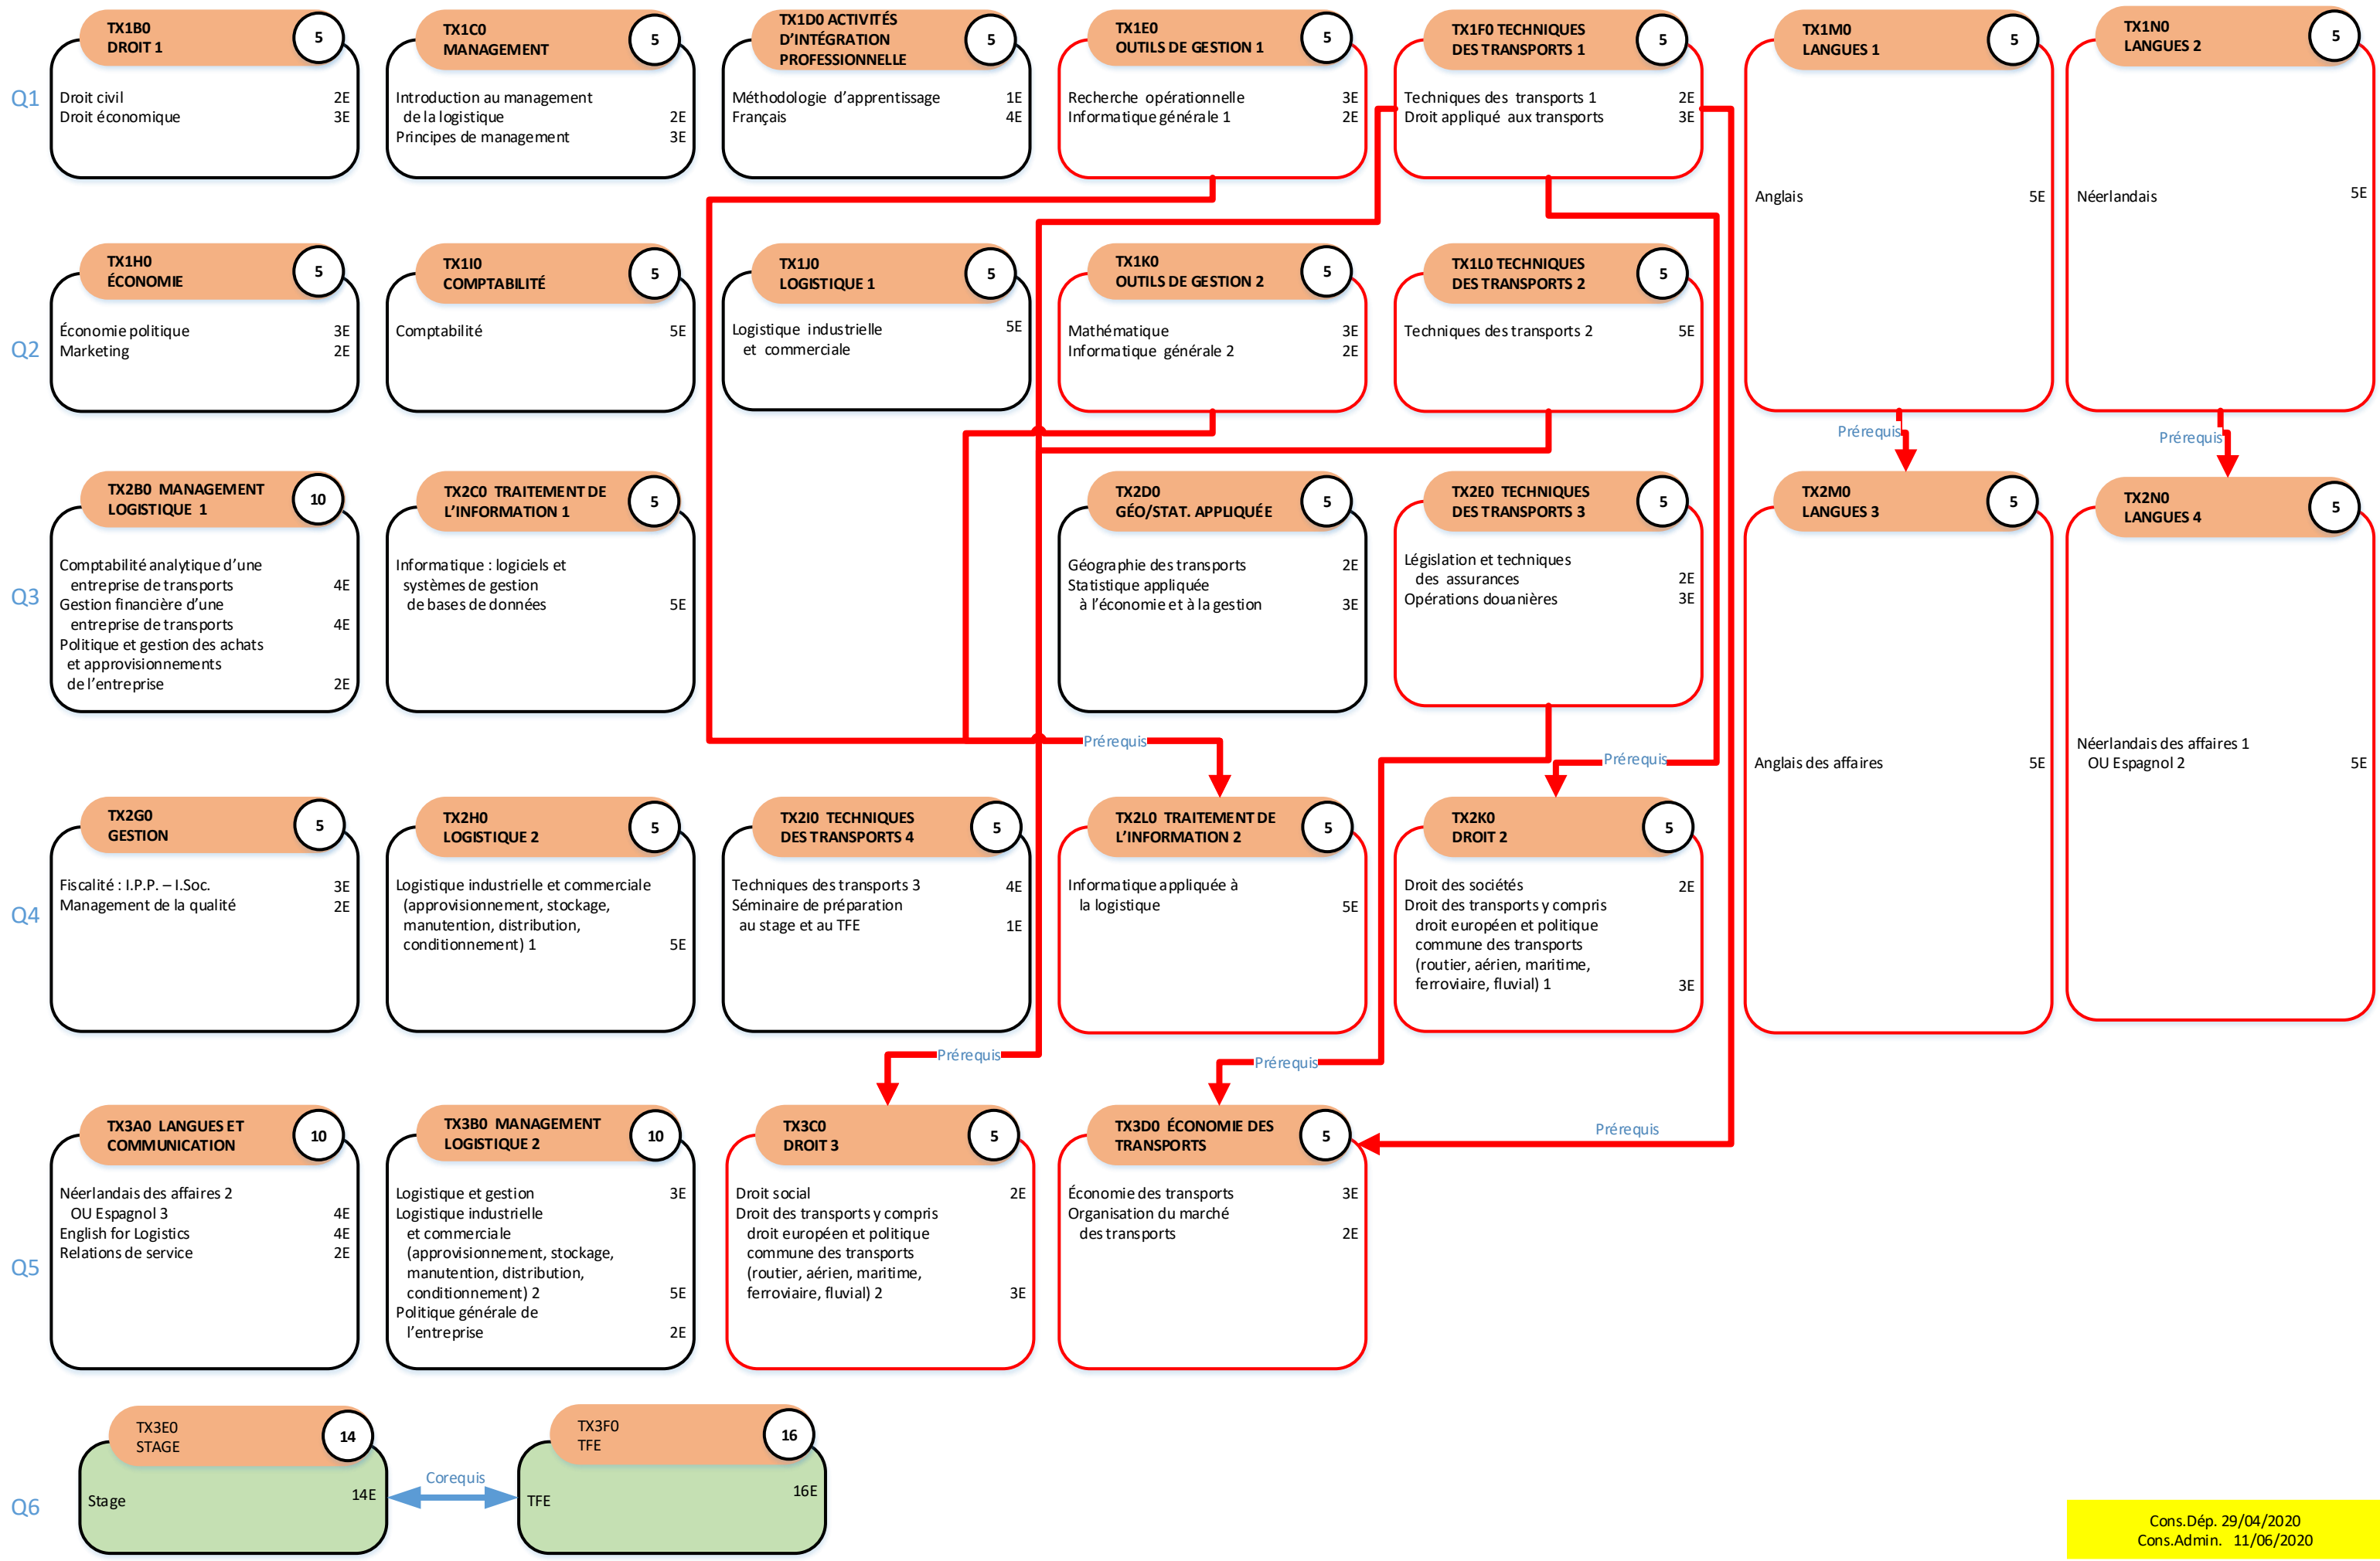 Q1
TX1B0
DROIT 1
5
Droit civil 2E
Droit économique 3E
TX1C0
MANAGEMENT
5
Introduction au management
de la logistique 2E
Principes de management 3E
TX1D0 ACTIVITÉS
D’INTÉGRATION
PROFESSIONNELLE
5
Méthodologie d’apprentissage 1E
Français 4E
TX1E0
OUTILS DE GESTION 1
5
Recherche opérationnelle 3E
Informatique générale 1 2E
TX1F0 TECHNIQUES
DES TRANSPORTS 1
5
Techniques des transports 1 2E
Droit appliqué aux transports 3E
TX1M0
LANGUES 1
5
Anglais 5E
TX1N0
LANGUES 2
5
Néerlandais 5E
Q2
TX1H0
ÉCONOMIE
5
Économie politique 3E
Marketing 2E
TX1I0
COMPTABILITÉ
5
Comptabilité 5E
TX1J0
LOGISTIQUE 1
5
Logistique industrielle 5E
et commerciale
TX1K0
OUTILS DE GESTION 2
5
Mathématique 3E
Informatique générale 2 2E
TX1L0 TECHNIQUES
DES TRANSPORTS 2
5
Techniques des transports 2 5E
Prérequis
Prérequis
Q3
TX2B0 MANAGEMENT
LOGISTIQUE 1
10
Comptabilité analytique d’une
entreprise de transports 4E
Gestion financière d’une
entreprise de transports 4E
Politique et gestion des achats
et approvisionnements
de l’entreprise 2E
TX2C0 TRAITEMENT DE
L’INFORMATION 1
5
Informatique : logiciels et
systèmes de gestion
de bases de données 5E
TX2D0
GÉO/STAT. APPLIQUÉE
5
Géographie des transports 2E
Statistique appliquée
à l’économie et à la gestion 3E
TX2E0 TECHNIQUES
DES TRANSPORTS 3
5
Législation et techniques
des assurances 2E
Opérations douanières 3E
TX2M0
LANGUES 3
5
Anglais des affaires 5E
TX2N0
LANGUES 4
5
Néerlandais des affaires 1
OU Espagnol 2 5E
Prérequis
Prérequis
Q4
TX2G0
GESTION
5
Fiscalité : I.P.P. – I.Soc. 3E
Management de la qualité 2E
TX2H0
LOGISTIQUE 2
5
Logistique industrielle et commerciale
(approvisionnement, stockage,
manutention, distribution,
conditionnement) 1 5E
TX2I0 TECHNIQUES
DES TRANSPORTS 4
5
Techniques des transports 3 4E
Séminaire de préparation
au stage et au TFE 1E
TX2L0 TRAITEMENT DE
L’INFORMATION 2
5
Informatique appliquée à
la logistique 5E
TX2K0
DROIT 2
5
Droit des sociétés 2E
Droit des transports y compris
droit européen et politique
commune des transports
(routier, aérien, maritime,
ferroviaire, fluvial) 1 3E
Prérequis
Prérequis
Prérequis
Q5
TX3A0 LANGUES ET
COMMUNICATION
10
Néerlandais des affaires 2
OU Espagnol 3 4E
English for Logistics 4E
Relations de service 2E
TX3B0 MANAGEMENT
LOGISTIQUE 2
10
Logistique et gestion 3E
Logistique industrielle
et commerciale
(approvisionnement, stockage,
manutention, distribution,
conditionnement) 2 5E
Politique générale de
l’entreprise 2E
TX3C0
DROIT 3
5
Droit social 2E
Droit des transports y compris
droit européen et politique
commune des transports
(routier, aérien, maritime,
ferroviaire, fluvial) 2 3E
TX3D0 ÉCONOMIE DES
TRANSPORTS
5
Économie des transports 3E
Organisation du marché
des transports 2E
Q6
TX3E0
STAGE
14
Stage 14E
Corequis
TX3F0
TFE
16
TFE 16E
Cons.Dép. 29/04/2020
Cons.Admin. 11/06/2020